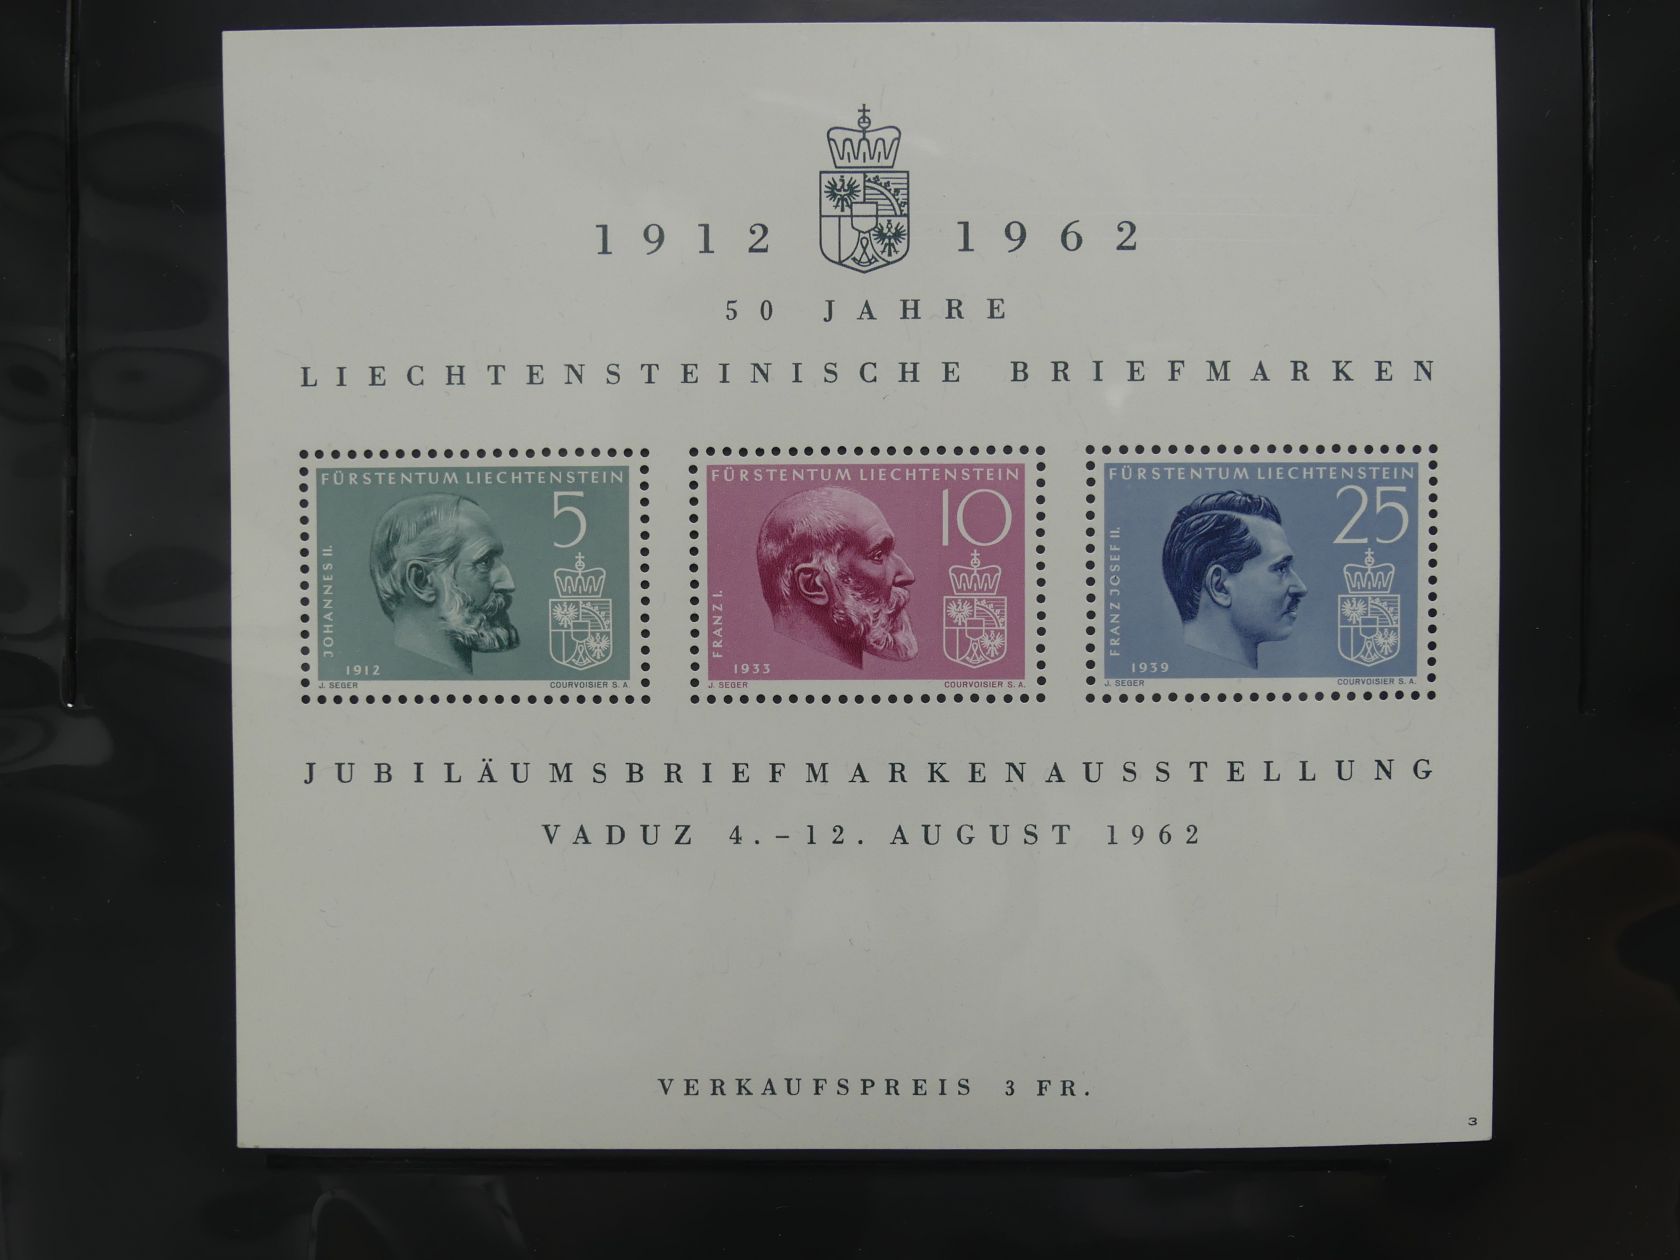 1912 1962
50 JAHRE
LIECHTENSTEINISCHE BRIEFMARKEN
FÜRSTENTUM LIECHTENSTEIN
5
JOHANNES II.
1912
J. SEGER COURVOISIER S. A.
FÜRSTENTUM LIECHTENSTEIN
10
FRANZ I.
1933
J. SEGER COURVOISIER S. A.
FÜRSTENTUM LIECHTENSTEIN
25
FRANZ JOSEF II.
1939
J. SEGER COURVOISIER S. A.
JUBILÄUMSBRIEFMARKENAUSSTELLUNG
VADUZ 4.–12. AUGUST 1962
VERKAUFSPREIS 3 FR.
3